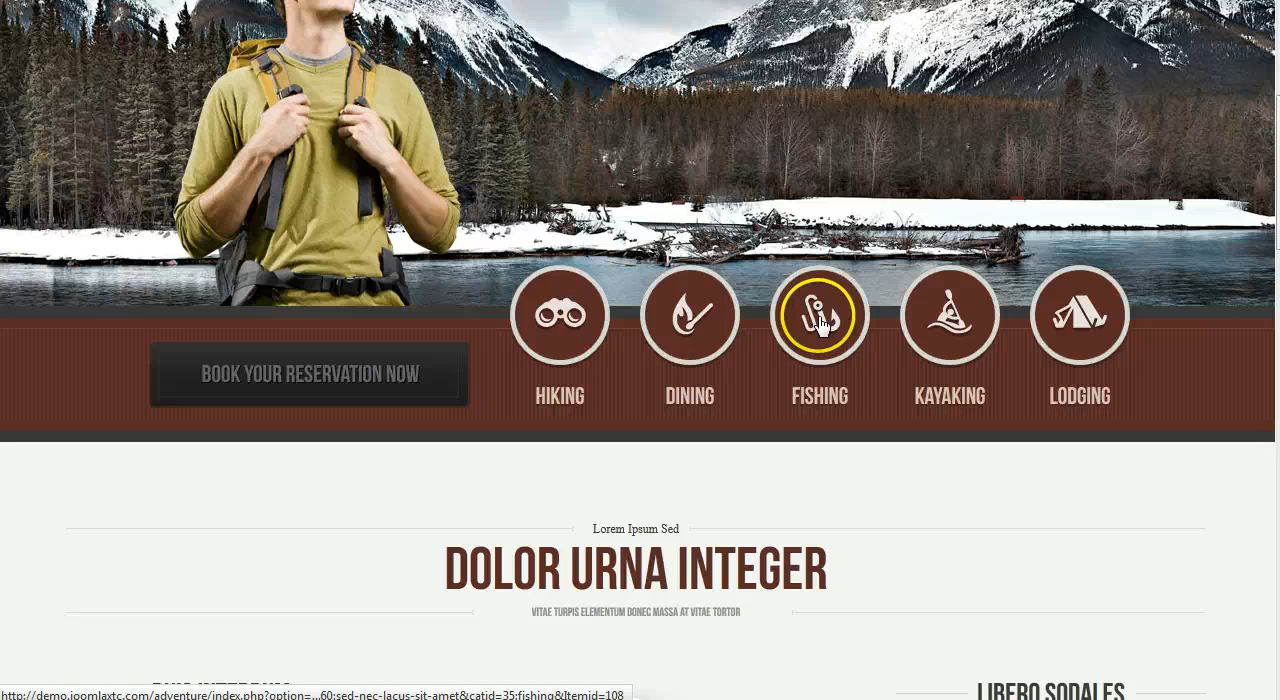 BOOK YOUR RESERVATION NOW
HIKING
DINING
FISHING
KAYAKING
LODGING
Lorem Ipsum Sed
DOLOR URNA INTEGER
VITAE TURPIS ELEMENTUM DONEC MASSA AT VITAE TORTOR
LIBERO SODALES
http://demo.joomlaxtc.com/adventure/index.php?option=...60:sed-nec-lacus-sit-amet&catid=35:fishing&Itemid=108